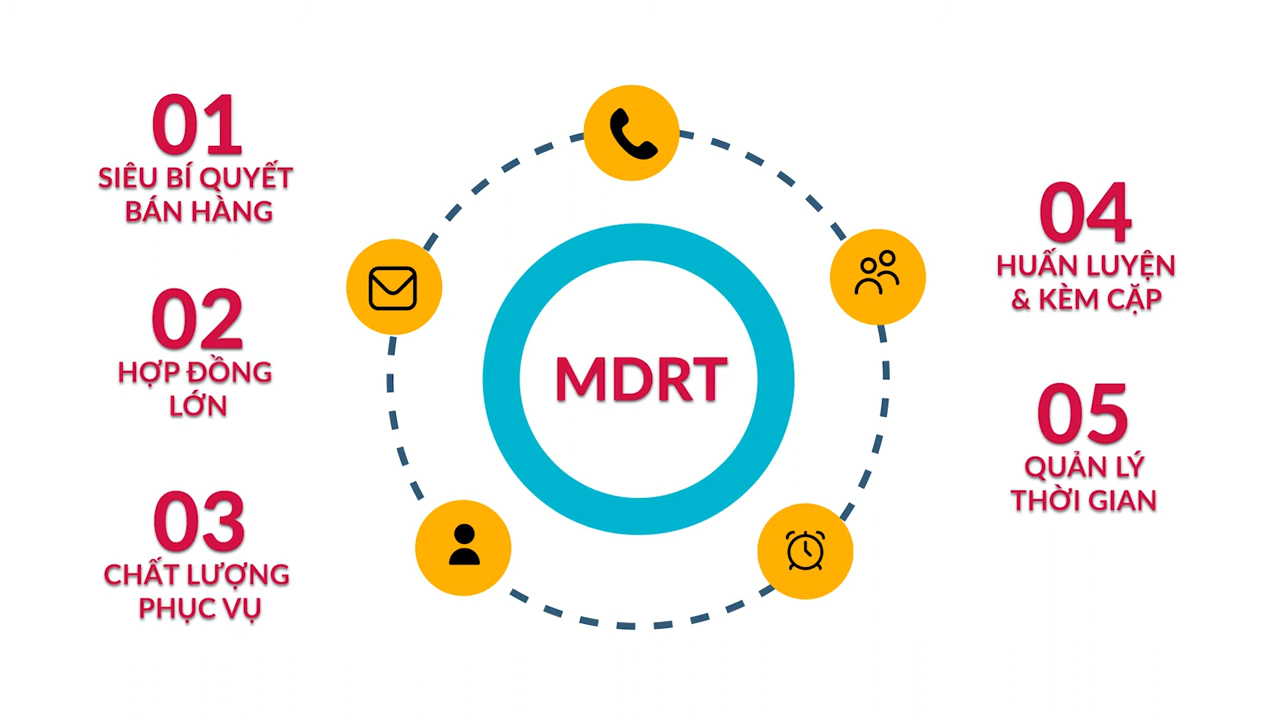 01
SIÊU BÍ QUYẾT
BÁN HÀNG
02
HỢP ĐỒNG
LỚN
03
CHẤT LƯỢNG
PHỤC VỤ
MDRT
04
HUẤN LUYỆN
& KÈM CẶP
05
QUẢN LÝ
THỜI GIAN